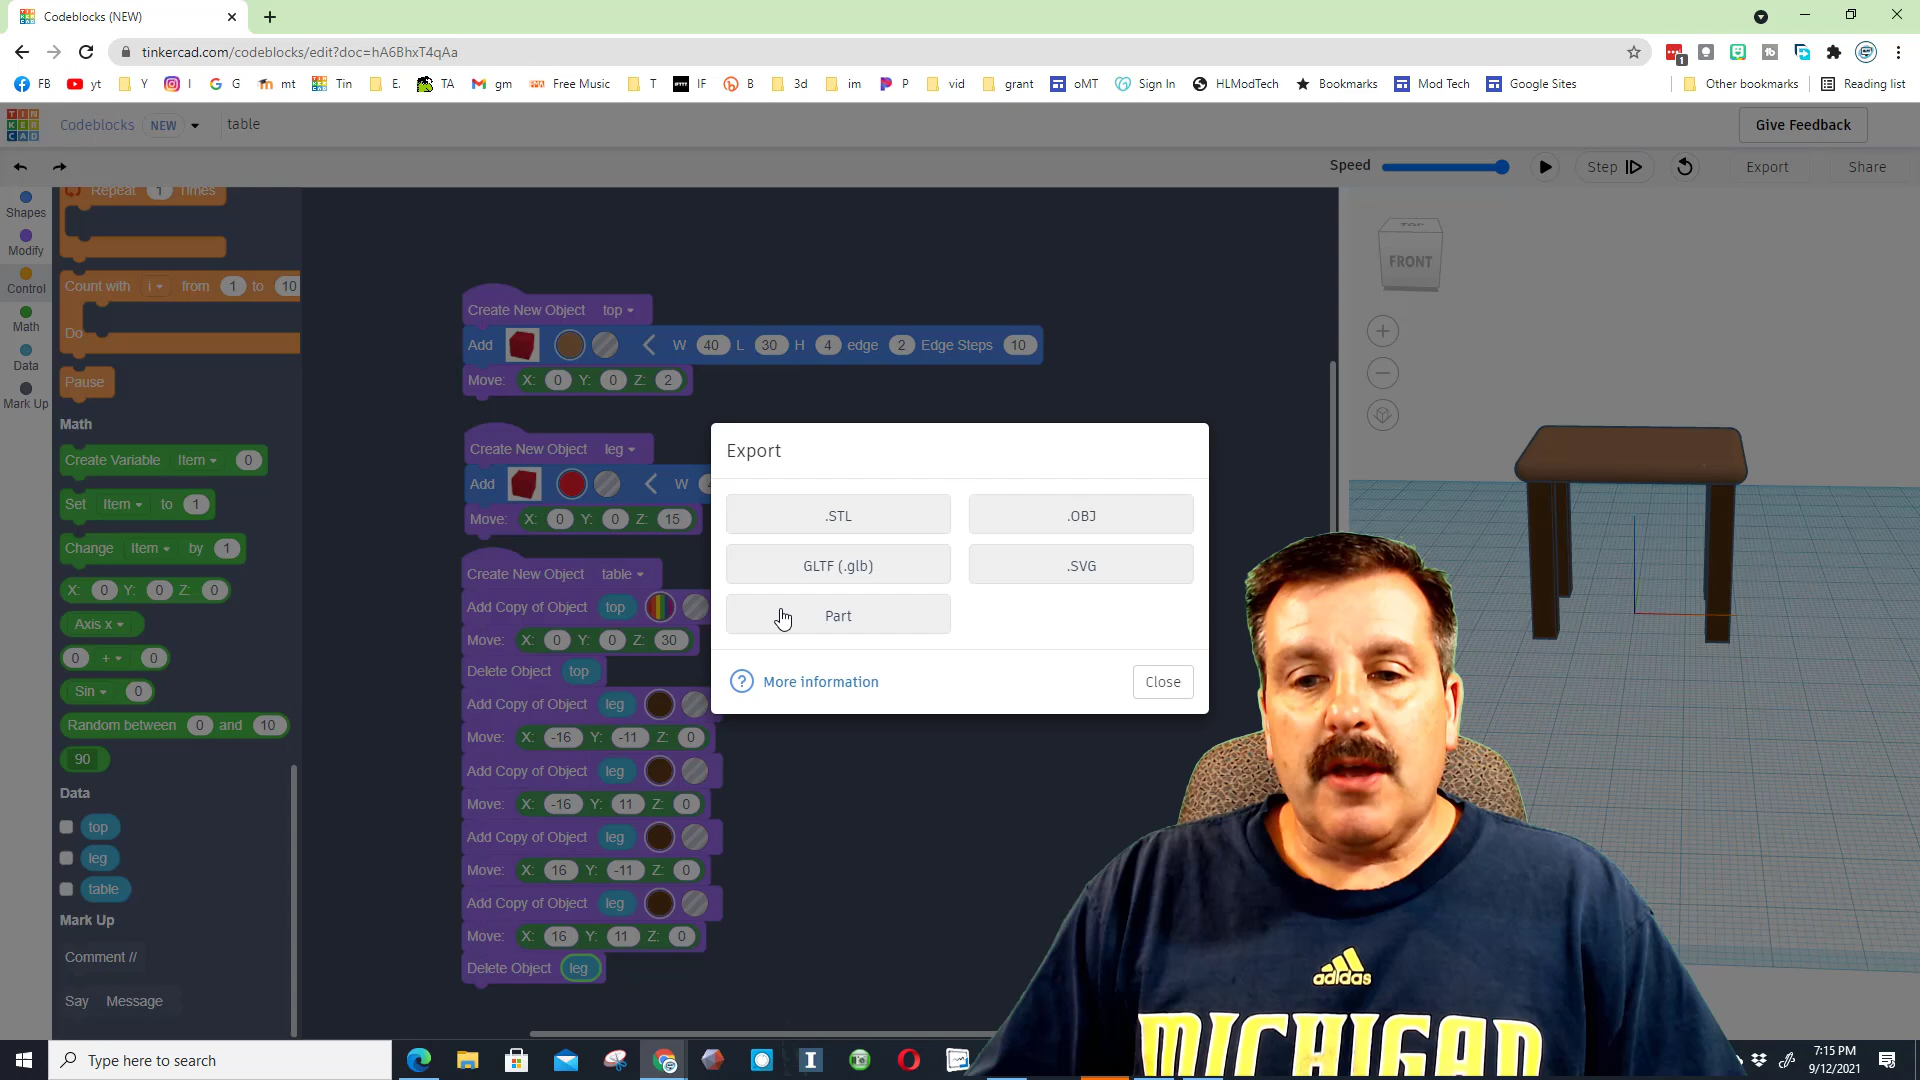 Codeblocks (NEW)
tinkercad.com/codeblocks/edit?doc=hA6BhxT4qAa
1
FB yt Y I G G mt Tin E. TA gm Free Music T IF B 3d im P vid grant oMT Sign In HLModTech Bookmarks Mod Tech Google Sites Other bookmarks Reading list
TIN KER CAD
Codeblocks NEW table Give Feedback
Speed Step Export Share
Shapes
Modify
Control
Math
Data
Mark Up
Repeat 1 Times
Count with i from 1 to 10
Do
Pause
Math
Create Variable Item 0
Set Item to 1
Change Item by 1
X: 0 Y: 0 Z: 0
Axis x
0 + 0
Sin 0
Random between 0 and 10
90
Data
top
leg
table
Mark Up
Comment //
Say Message
Create New Object top
Add W 40 L 30 H 4 edge 2 Edge Steps 10
Move: X: 0 Y: 0 Z: 2
Create New Object leg
Add W
Move: X: 0 Y: 0 Z: 15
Create New Object table
Add Copy of Object top
Move: X: 0 Y: 0 Z: 30
Delete Object top
Add Copy of Object leg
Move: X: -16 Y: -11 Z: 0
Add Copy of Object leg
Move: X: -16 Y: 11 Z: 0
Add Copy of Object leg
Move: X: 16 Y: -11 Z: 0
Add Copy of Object leg
Move: X: 16 Y: 11 Z: 0
Delete Object leg
Export
.STL .OBJ
GLTF (.glb) .SVG
Part
? More information Close
TOP
FRONT
adidas
MICHIGAN
Type here to search
7:15 PM
9/12/2021